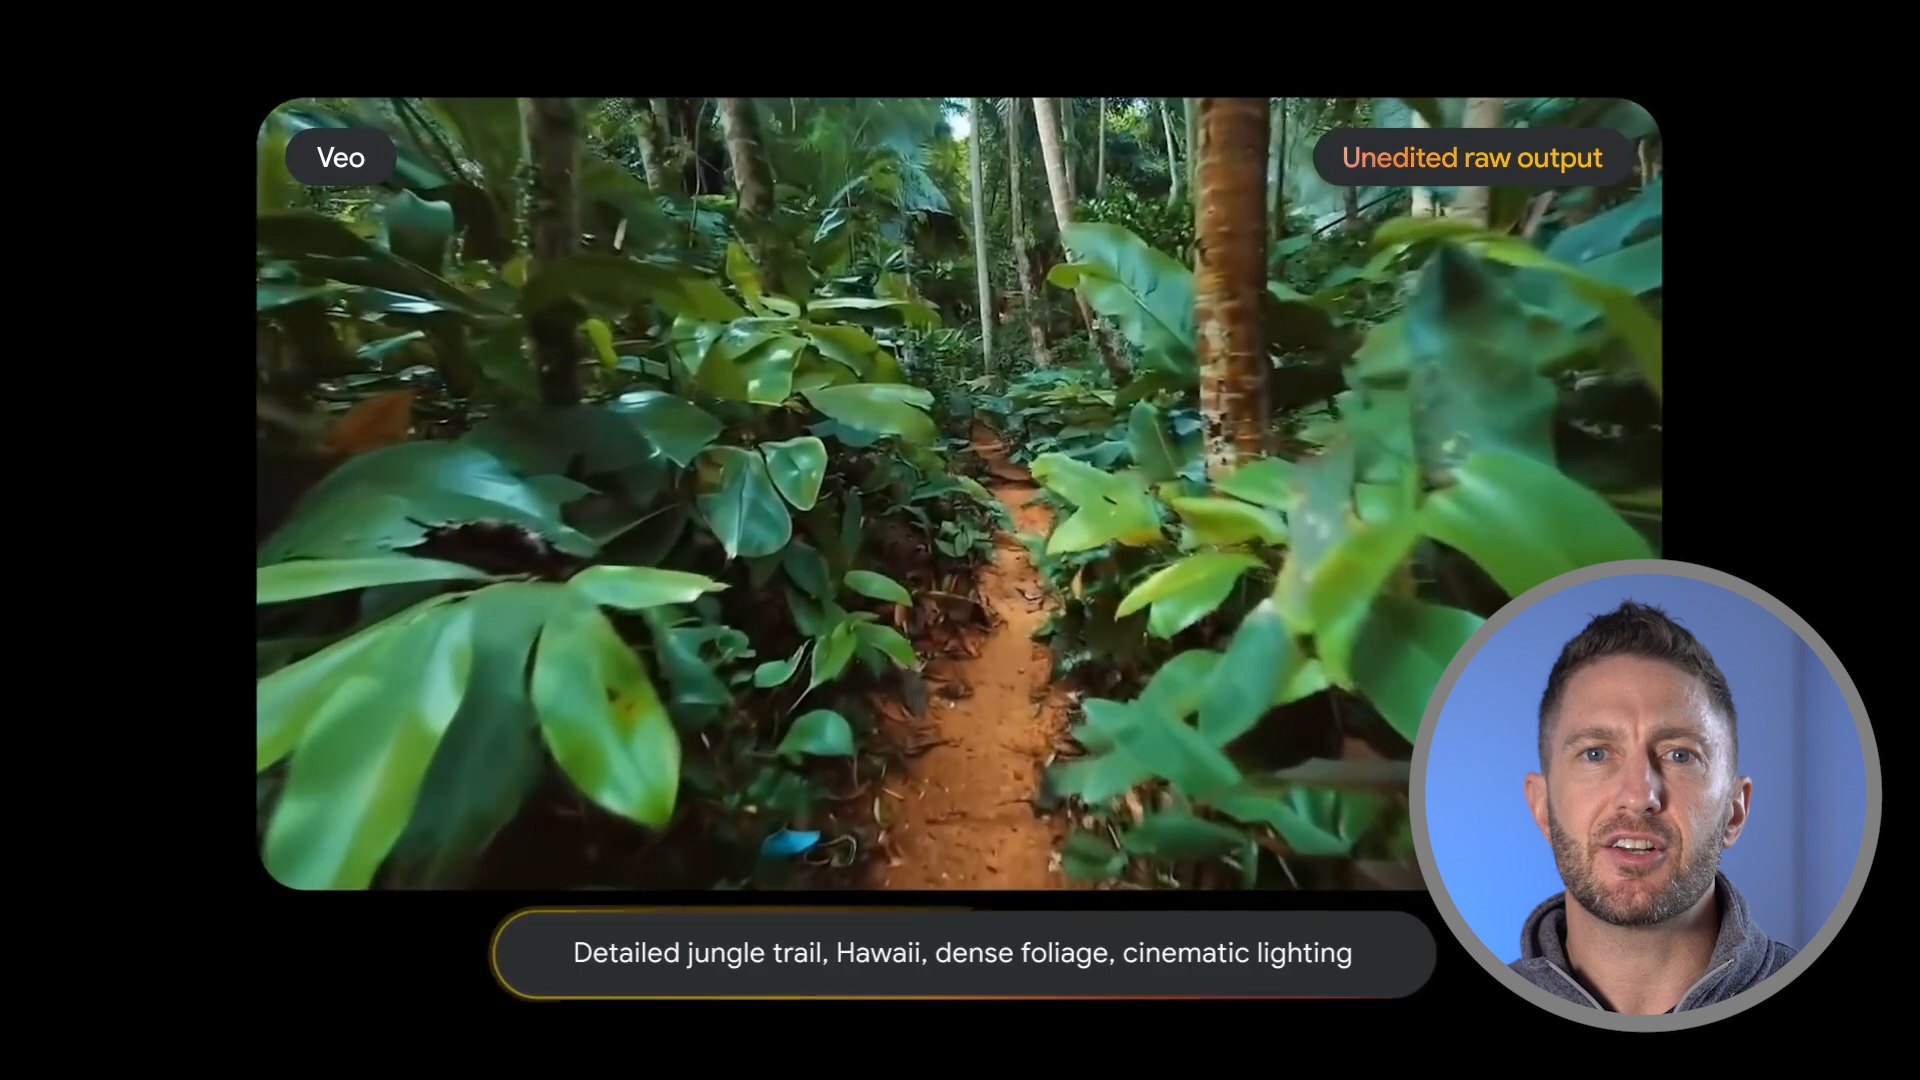 Veo
Unedited raw output
Detailed jungle trail, Hawaii, dense foliage, cinematic lighting